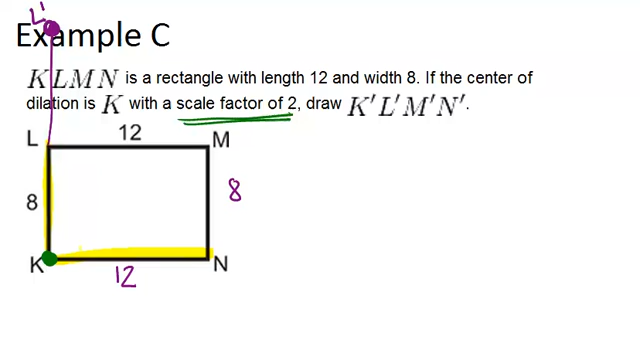 L'
Example C
KLMN is a rectangle with length 12 and width 8. If the center of
dilation is K with a scale factor of 2, draw K'L'M'N'.
L 12 M
8 8
K 12 N